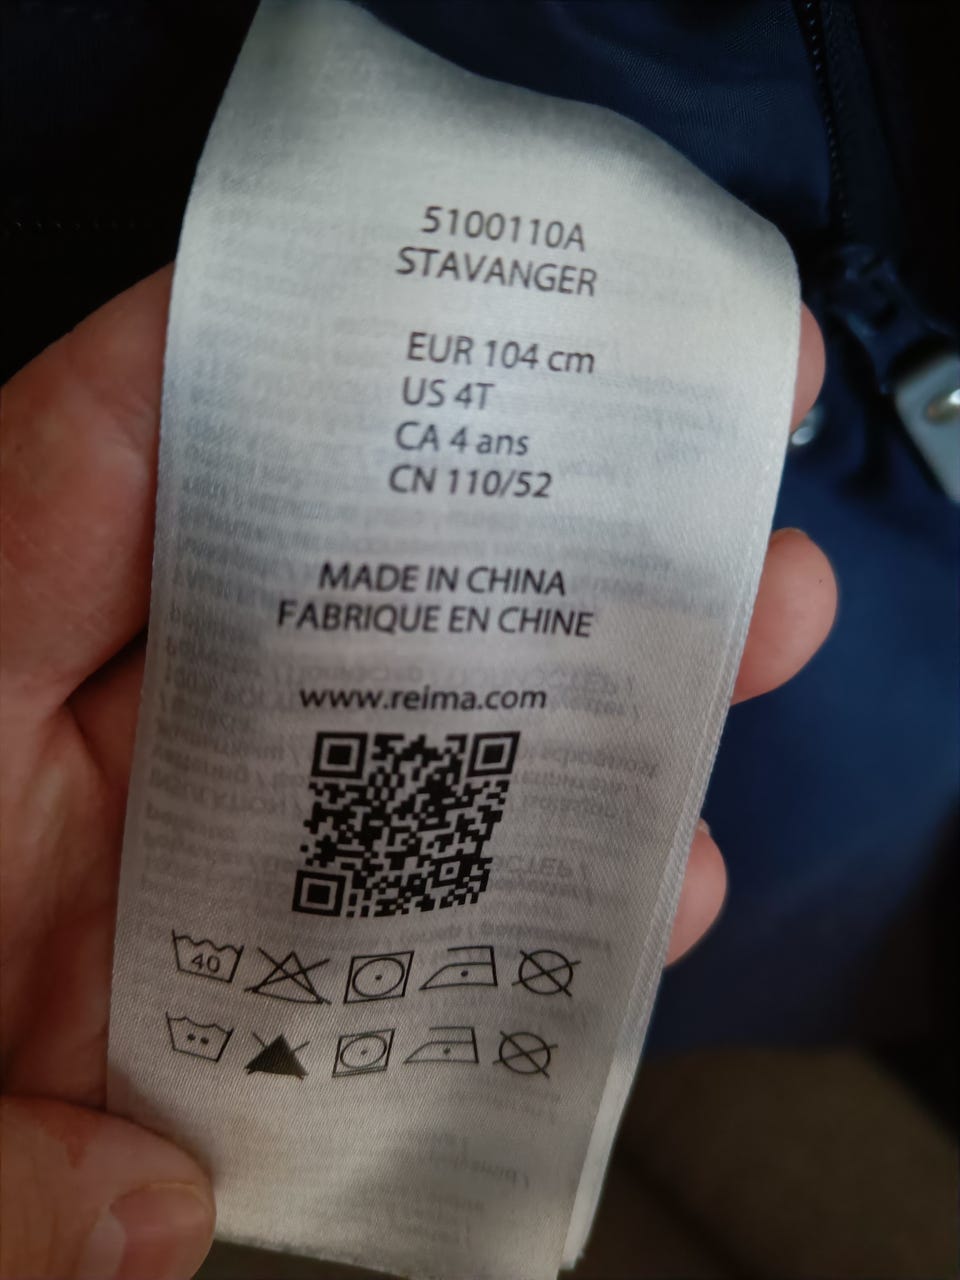 5100110A
STAVANGER
EUR 104 cm
US 4T
CA 4 ans
CN 110/52
MADE IN CHINA
FABRIQUE EN CHINE
www.reima.com
40